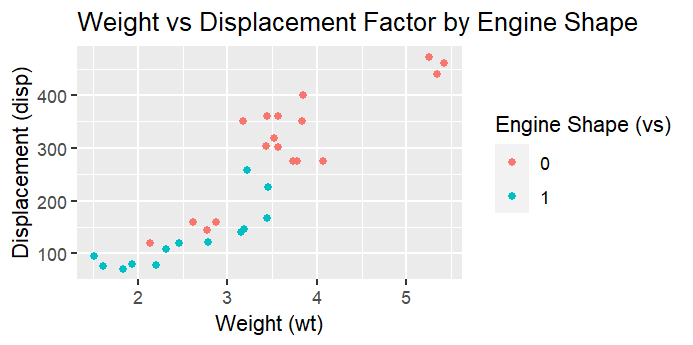 Weight vs Displacement Factor by Engine Shape
Displacement (disp)
400
300
200
100
2 3 4 5
Weight (wt)
Engine Shape (vs)
0
1